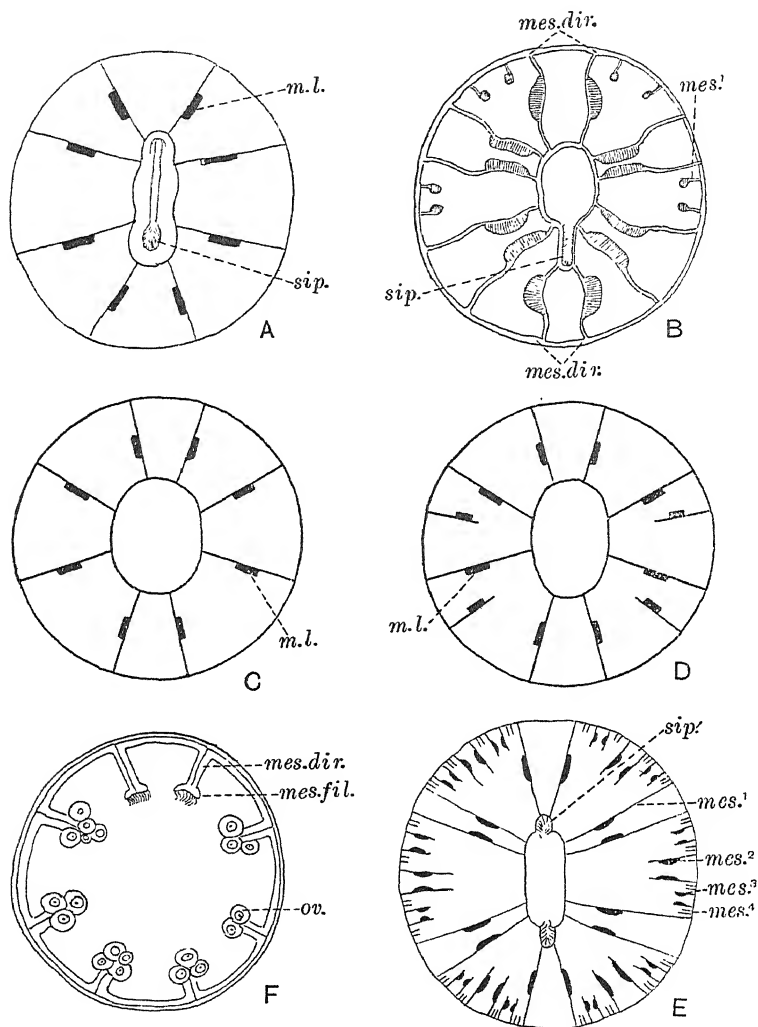 mes.dir.
m.l.
mes.¹
sip.
sip.
A
B
mes.dir.
m.l.
m.l.
C
D
sip.
mes.dir.
mes.fil.
mes.¹
mes.²
mes.³
mes.⁴
ov.
F
E